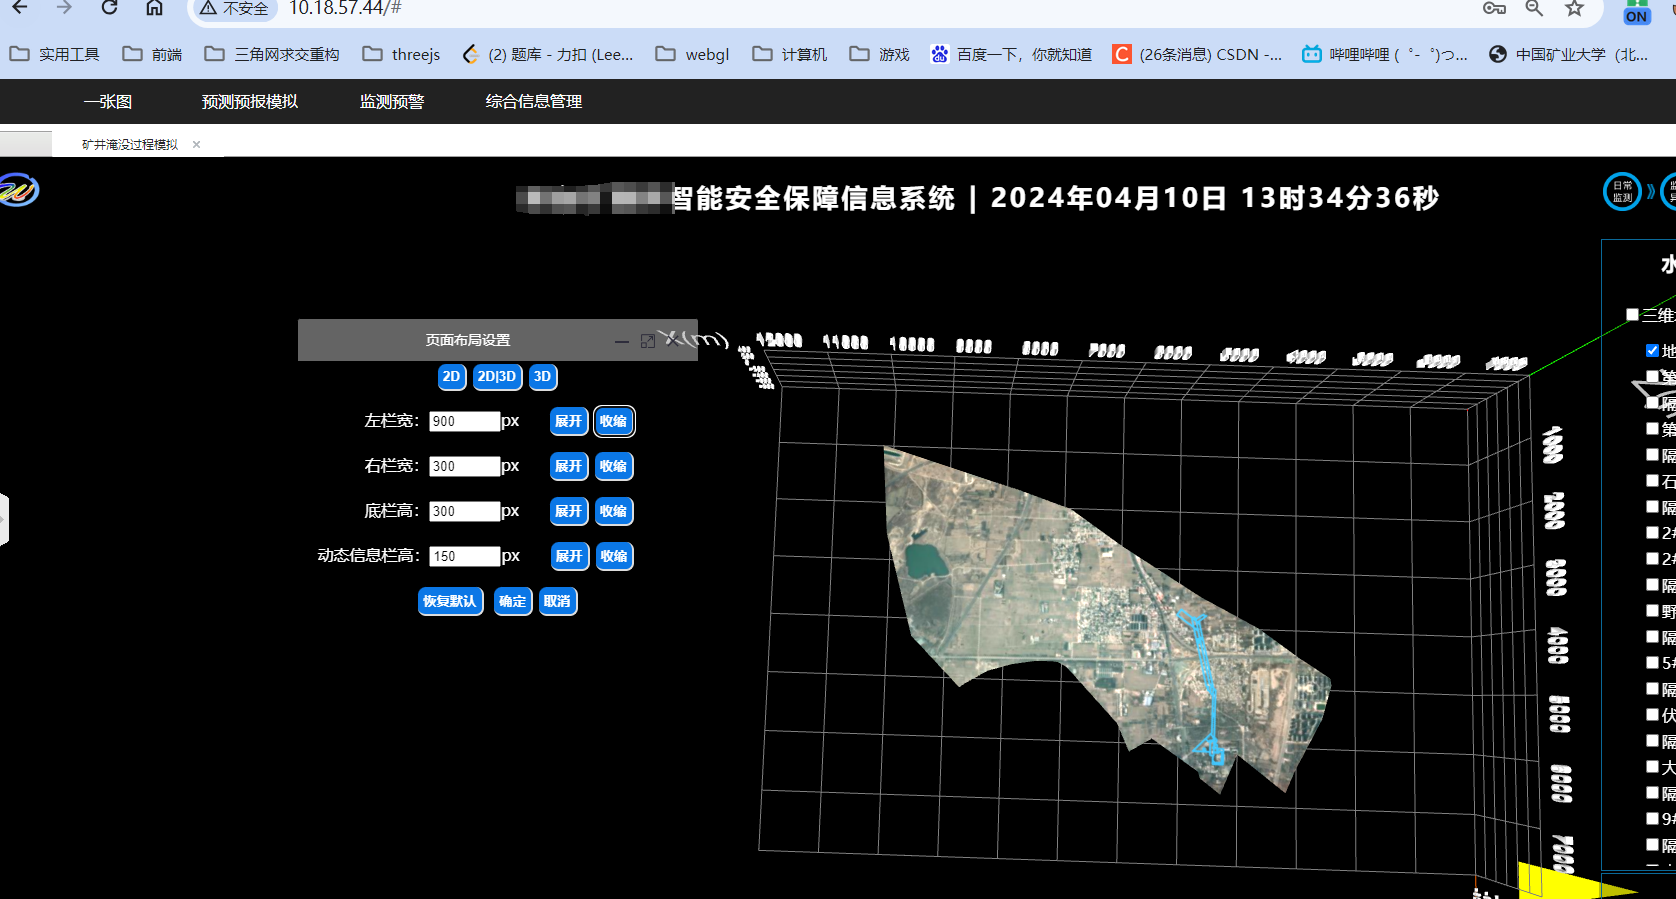 不安全 10.18.57.44/#
ON
实用工具 前端 三角网求交重构 threejs (2) 题库 - 力扣 (Lee... webgl 计算机 游戏 百度一下，你就知道 (26条消息) CSDN -... 哔哩哔哩 (゜-゜)つ... 中国矿业大学（北...
一张图 预测预报模拟 监测预警 综合信息管理
矿井淹没过程模拟
智能安全保障信息系统 | 2024年04月10日 13时34分36秒
日常
监测
页面布局设置
X(m)
2D 2D|3D 3D
左栏宽: 900 px 展开 收缩
右栏宽: 300 px 展开 收缩
底栏高: 300 px 展开 收缩
动态信息栏高: 150 px 展开 收缩
恢复默认 确定 取消
水
三维
地
第
隔
第
隔
石
隔
2#
2#
隔
野
隔
5#
隔
伏
隔
大
隔
9#
隔